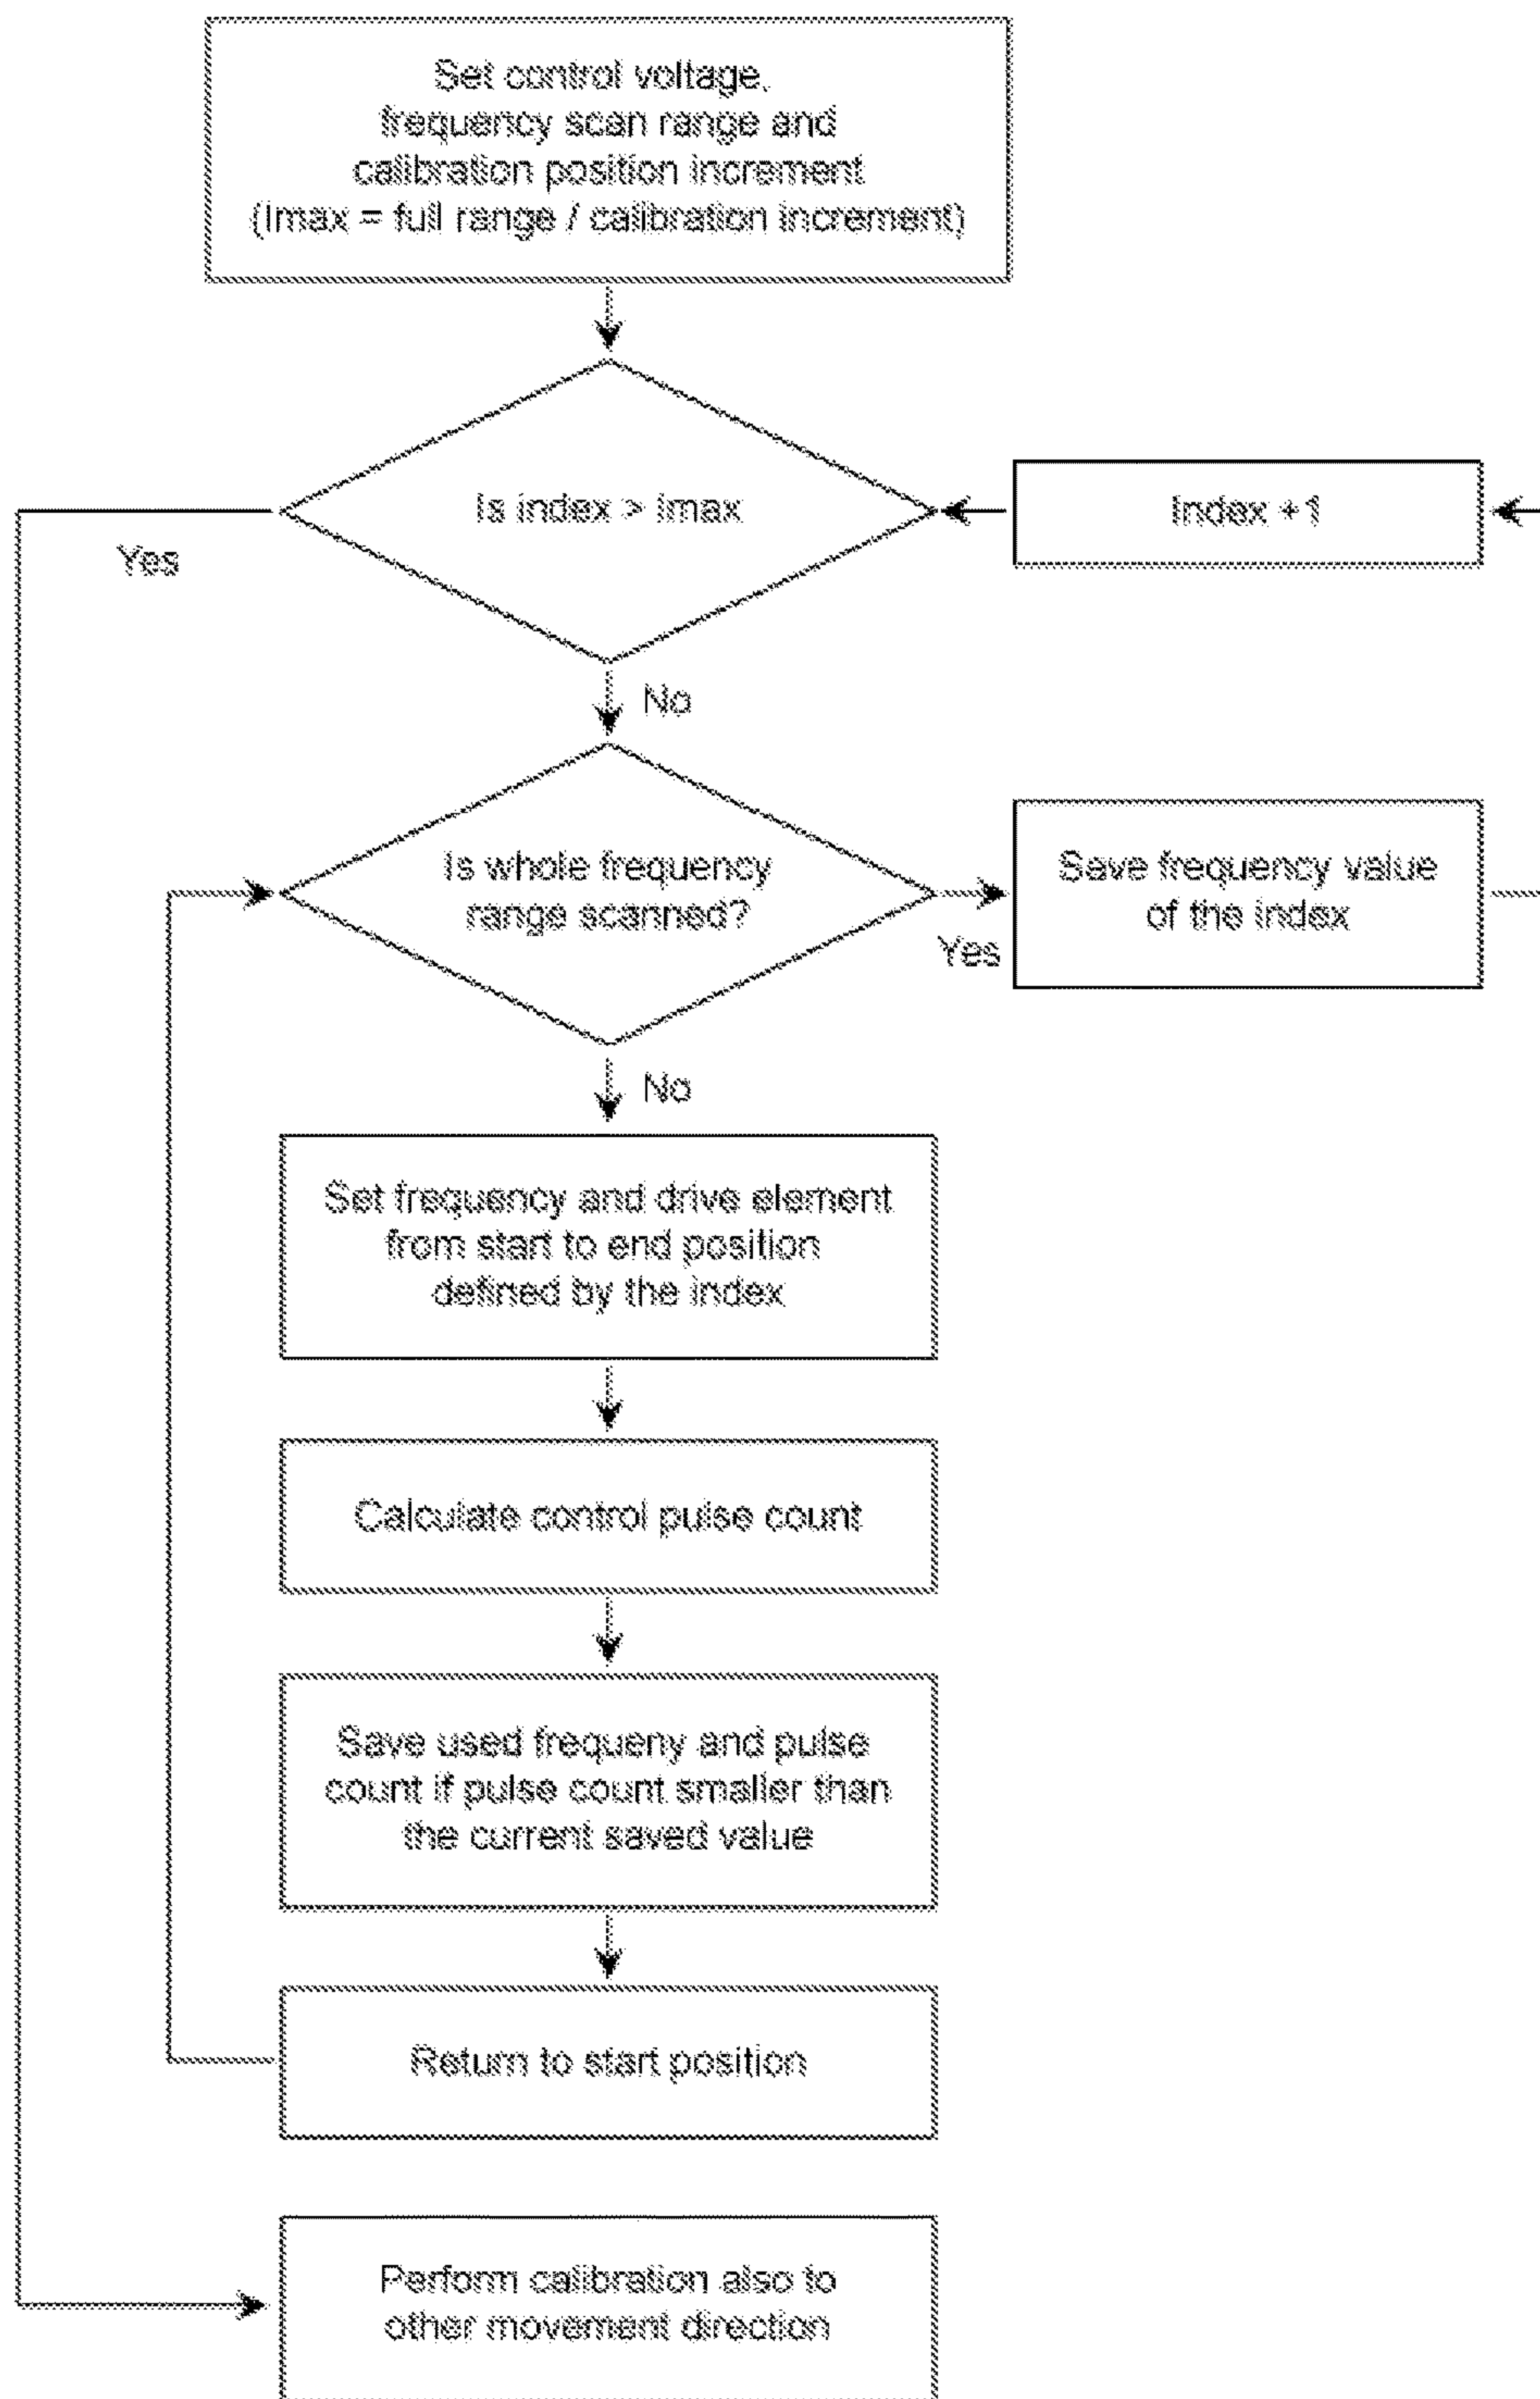 Set control voltage,
frequency scan range and
calibration position increment
(Imax = full range / calibration increment)
Is index > Imax
Index +1
Yes
No
Is whole frequency
range scanned?
Save frequency value
of the index
Yes
No
Set frequency and drive element
from start to end position
defined by the index
Calculate control pulse count
Save used frequeny and pulse
count if pulse count smaller than
the current saved value
Return to start position
Perform calibration also to
other movement direction